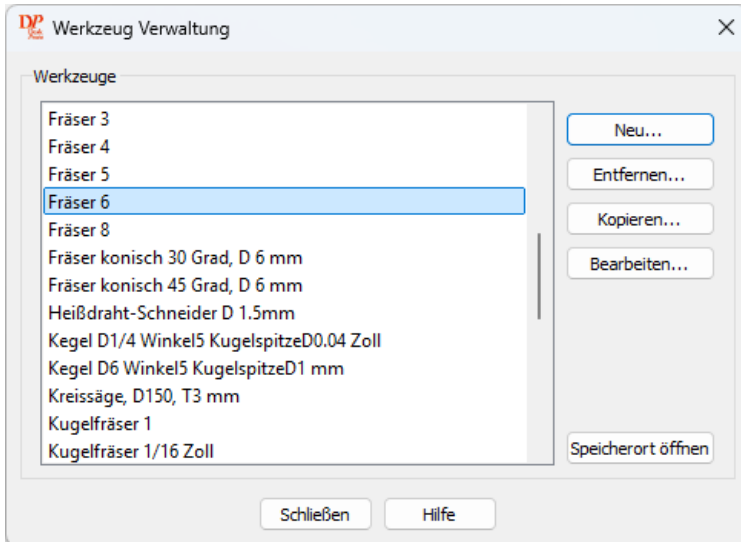 DP Werkzeug Verwaltung
Werkzeuge
Fräser 3
Fräser 4
Fräser 5
Fräser 6
Fräser 8
Fräser konisch 30 Grad, D 6 mm
Fräser konisch 45 Grad, D 6 mm
Heißdraht-Schneider D 1.5mm
Kegel D1/4 Winkel5 KugelspitzeD0.04 Zoll
Kegel D6 Winkel5 KugelspitzeD1 mm
Kreissäge, D150, T3 mm
Kugelfräser 1
Kugelfräser 1/16 Zoll
Neu...
Entfernen...
Kopieren...
Bearbeiten...
Speicherort öffnen
Schließen
Hilfe